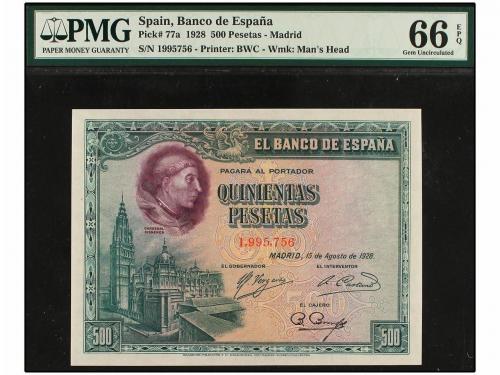 PMG
PAPER MONEY GUARANTY
Spain, Banco de España
Pick# 77a 1928 500 Pesetas - Madrid
S/N 1995756 - Printer: BWC - Wmk: Man's Head
66 EPQ
Gem Uncirculated
EL BANCO DE ESPAÑA
PAGARÁ AL PORTADOR
QUINIENTAS
PESETAS
1,995,756
MADRID, 15 de Agosto de 1928.
CARDENAL
CISNEROS
EL GOBERNADOR
EL INTERVENTOR
EL CAJERO
500
500